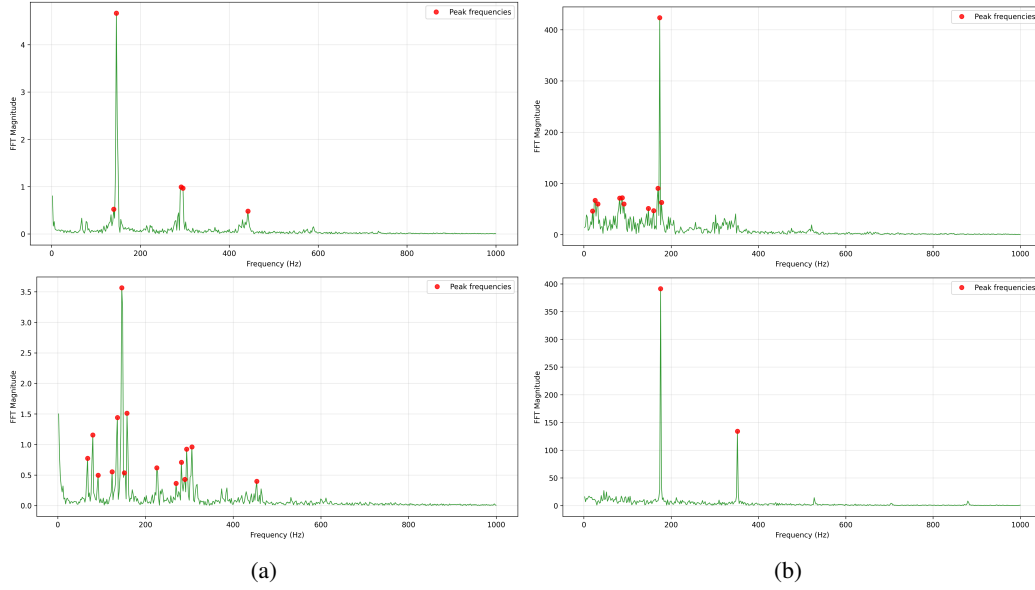 Peak frequencies
4
3
2
1
0
FFT Magnitude
0 200 400 600 800 1000
Frequency (Hz)
Peak frequencies
400
300
200
100
0
FFT Magnitude
0 200 400 600 800 1000
Frequency (Hz)
Peak frequencies
3.5
3.0
2.5
2.0
1.5
1.0
0.5
0.0
FFT Magnitude
0 200 400 600 800 1000
Frequency (Hz)
Peak frequencies
400
350
300
250
200
150
100
50
0
FFT Magnitude
0 200 400 600 800 1000
Frequency (Hz)
(a)
(b)